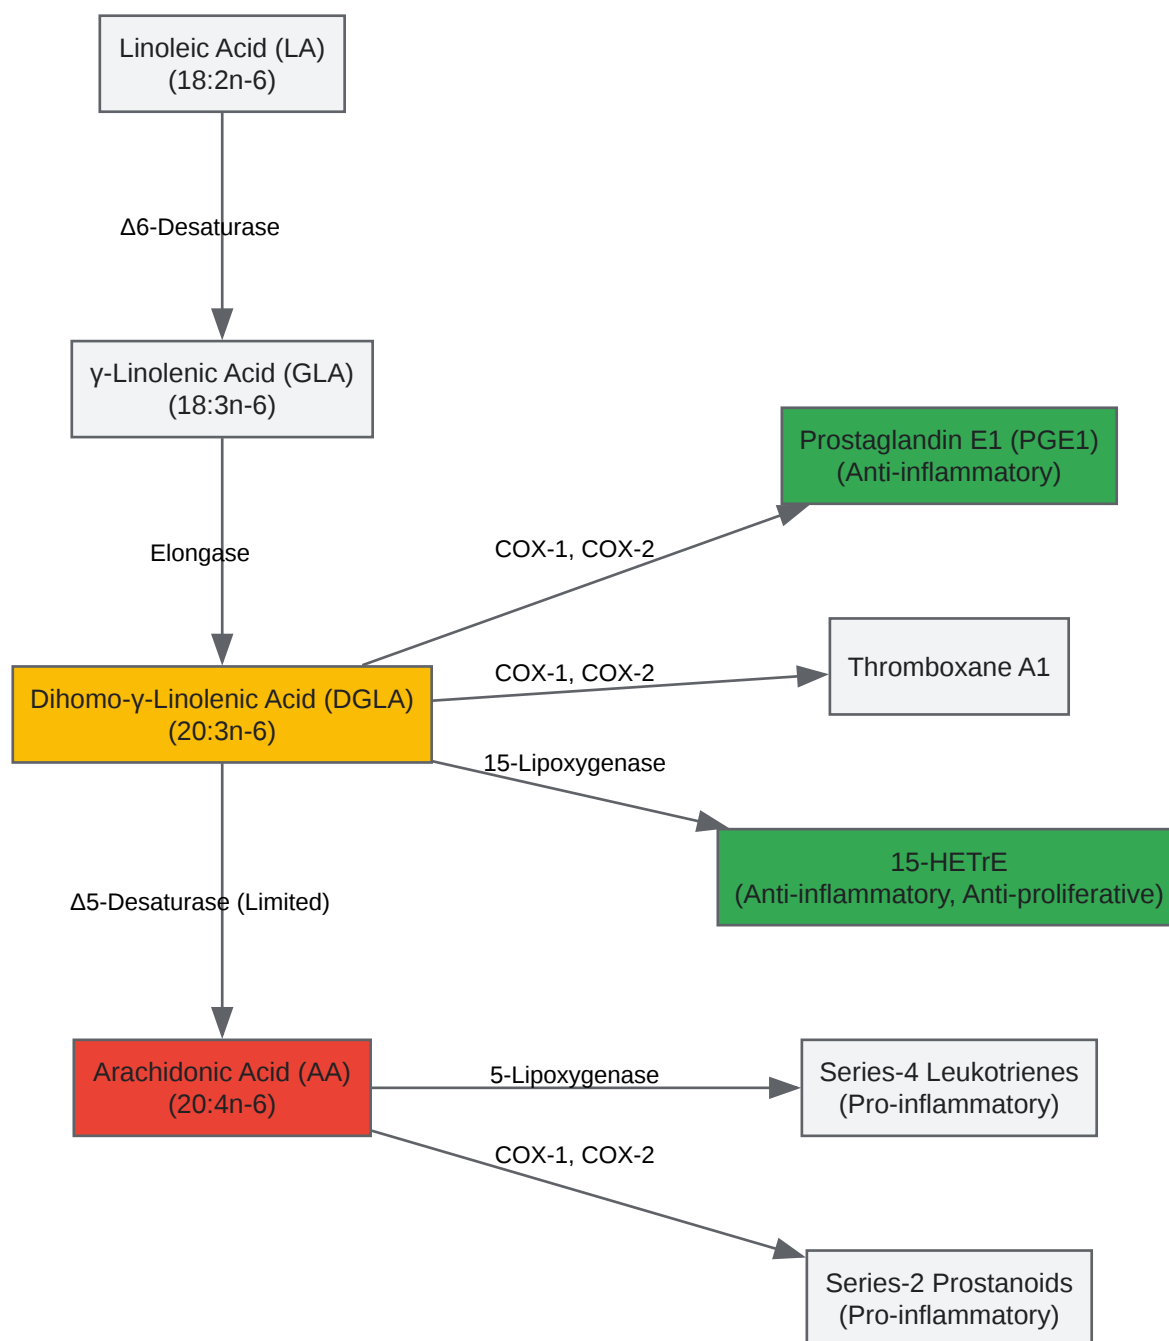 Linoleic Acid (LA)
(18:2n-6)
Δ6-Desaturase
γ-Linolenic Acid (GLA)
(18:3n-6)
Prostaglandin E1 (PGE1)
(Anti-inflammatory)
Elongase
COX-1, COX-2
Thromboxane A1
COX-1, COX-2
Dihomo-γ-Linolenic Acid (DGLA)
(20:3n-6)
15-Lipoxygenase
15-HETrE
(Anti-inflammatory, Anti-proliferative)
Δ5-Desaturase (Limited)
Arachidonic Acid (AA)
(20:4n-6)
5-Lipoxygenase
Series-4 Leukotrienes
(Pro-inflammatory)
COX-1, COX-2
Series-2 Prostanoids
(Pro-inflammatory)